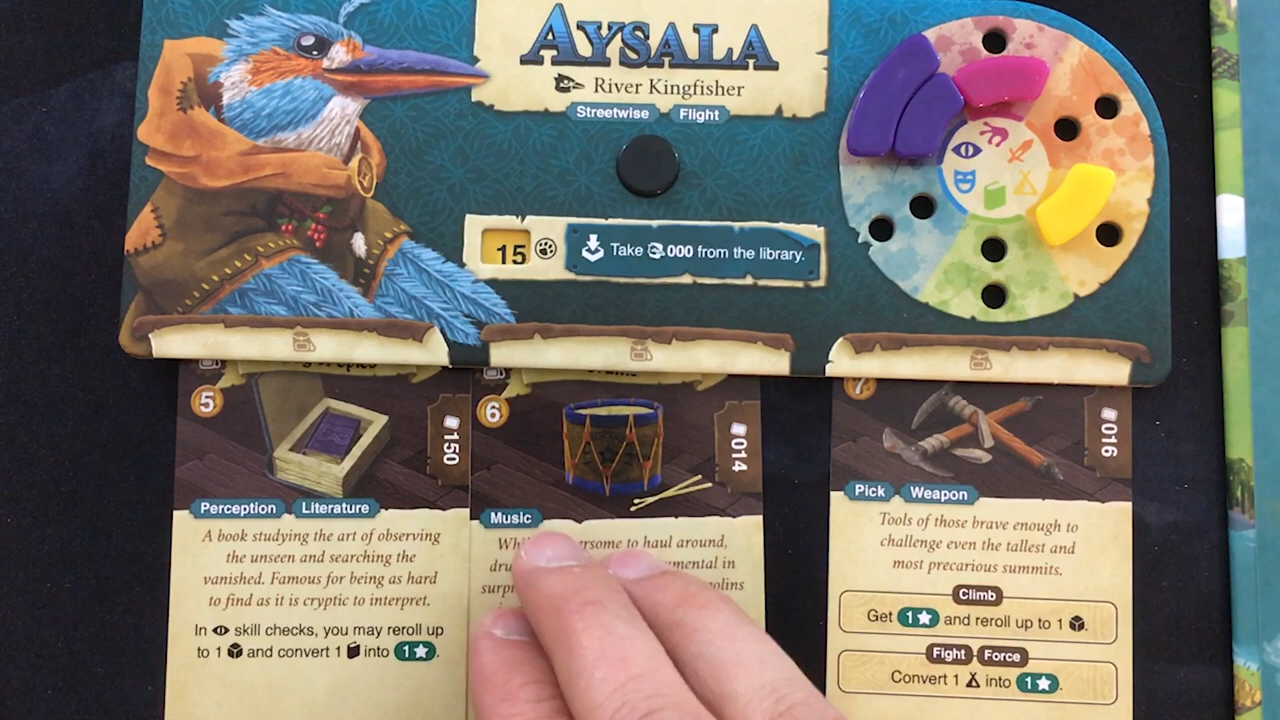 AYSALA
River Kingfisher
Streetwise Flight
15
Take 000 from the library.
5
150
Perception Literature
A book studying the art of observing
the unseen and searching the
vanished. Famous for being as hard
to find as it is cryptic to interpret.
In skill checks, you may reroll up
to 1 and convert 1 into 1
6
014
Music
to haul around,
in
7
016
Pick Weapon
Tools of those brave enough to
challenge even the tallest and
most precarious summits.
Climb
Get 1 and reroll up to 1 .
Fight Force
Convert 1 into 1 .